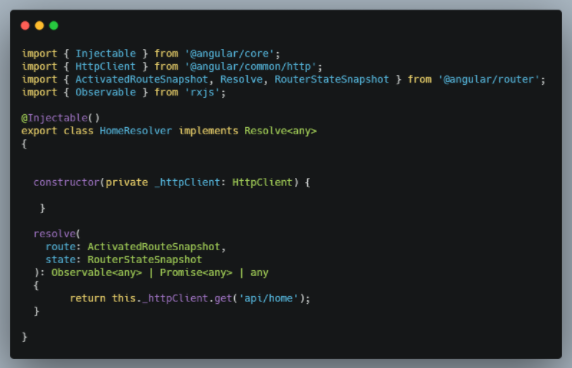 import { Injectable } from '@angular/core';
import { HttpClient } from '@angular/common/http';
import { ActivatedRouteSnapshot, Resolve, RouterStateSnapshot } from '@angular/router';
import { Observable } from 'rxjs';
@Injectable()
export class HomeResolver implements Resolve<any>
{
constructor(private _httpClient: HttpClient) {
}
resolve(
route: ActivatedRouteSnapshot,
state: RouterStateSnapshot
): Observable<any> | Promise<any> | any
{
return this._httpClient.get('api/home');
}
}